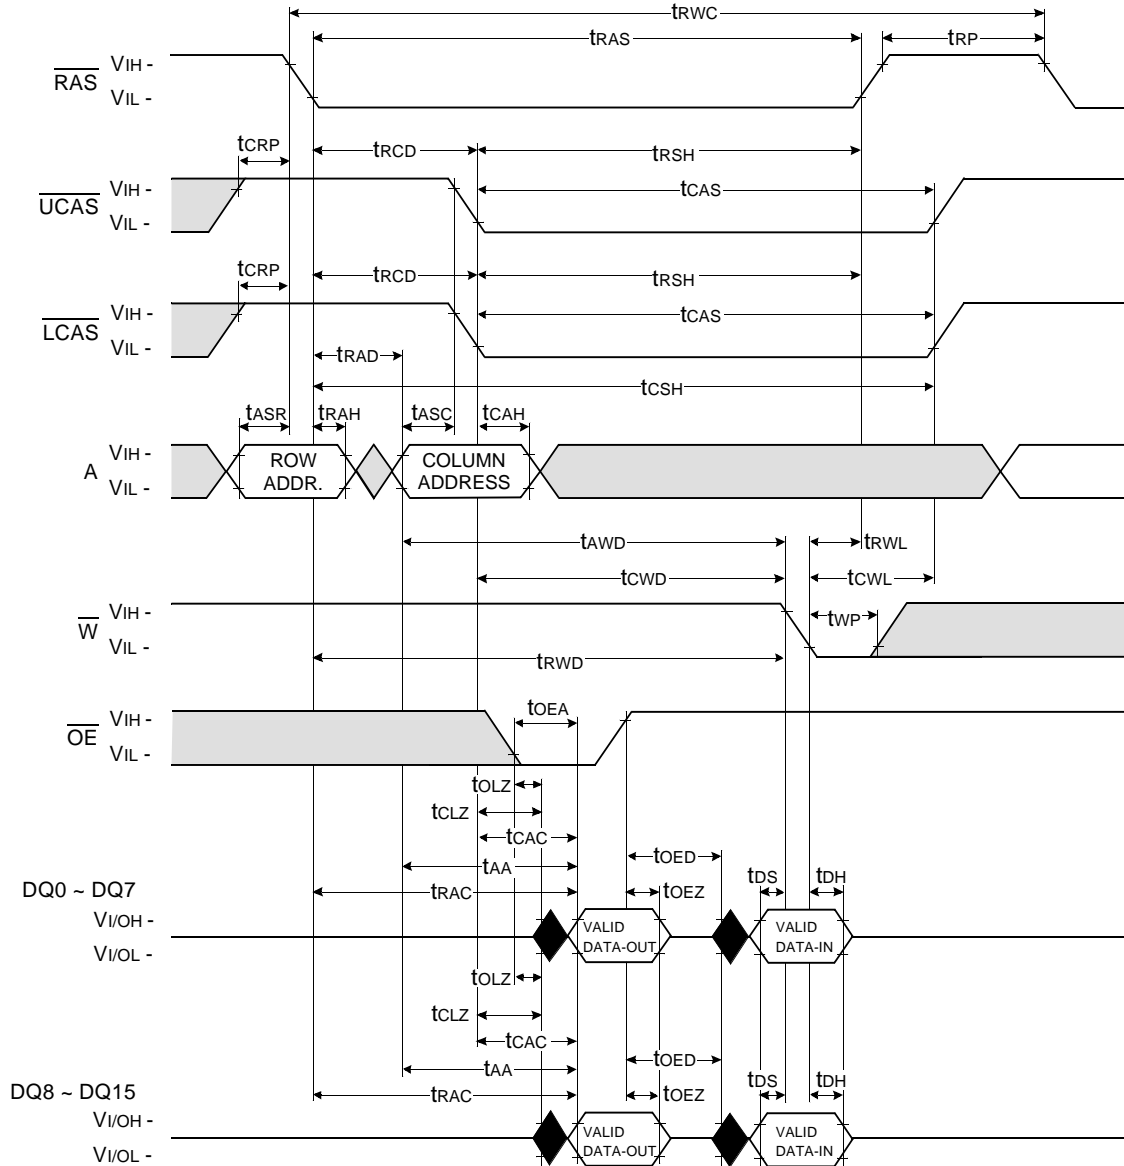 tRWC
tRAS
tRP
RAS
VIH -
VIL -
tCRP
tRCD
tRSH
UCAS
VIH -
VIL -
tCAS
tCRP
tRCD
tRSH
LCAS
VIH -
VIL -
tCAS
tRAD
tCSH
tASR
tRAH
tASC
tCAH
A
VIH -
VIL -
ROW
ADDR.
COLUMN
ADDRESS
tAWD
tRWL
tCWD
tCWL
W
VIH -
VIL -
tWP
tRWD
OE
VIH -
VIL -
tOEA
tOLZ
tCLZ
tCAC
tOED
tAA
tRAC
tOEZ
tDS
tDH
DQ0 ~ DQ7
VI/OH -
VI/OL -
VALID
DATA-OUT
VALID
DATA-IN
tOLZ
tCLZ
tCAC
tOED
tAA
tRAC
tOEZ
tDS
tDH
DQ8 ~ DQ15
VI/OH -
VI/OL -
VALID
DATA-OUT
VALID
DATA-IN